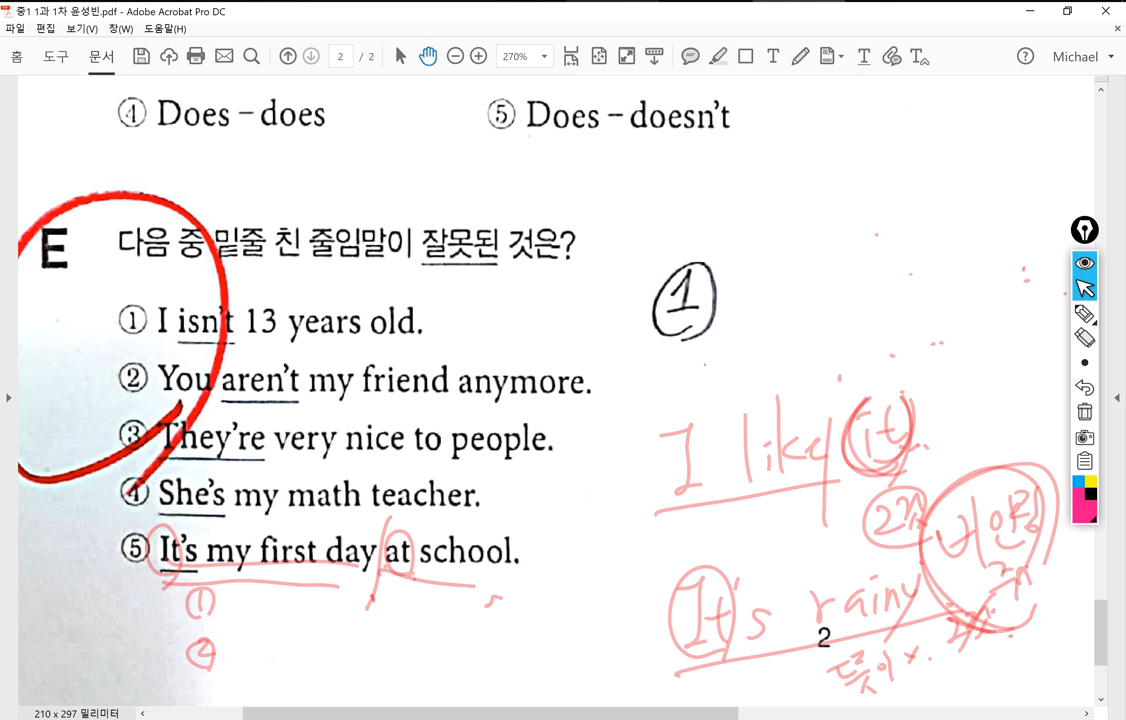 중1 1과 1차 윤성빈.pdf - Adobe Acrobat Pro DC
파일 편집 보기(V) 창(W) 도움말(H)
홈 도구 문서 2 / 2 270% Michael
④ Does – does ⑤ Does – doesn't
E 다음 중 밑줄 친 줄임말이 잘못된 것은?
① I isn't 13 years old.
②  You aren't my friend anymore.
③ They're very nice to people.
④ She's my math teacher.
⑤ It's my first day at school.
①
I like it
It's rainy
①
②
2
뜻이 x.
210 x 297 밀리미터